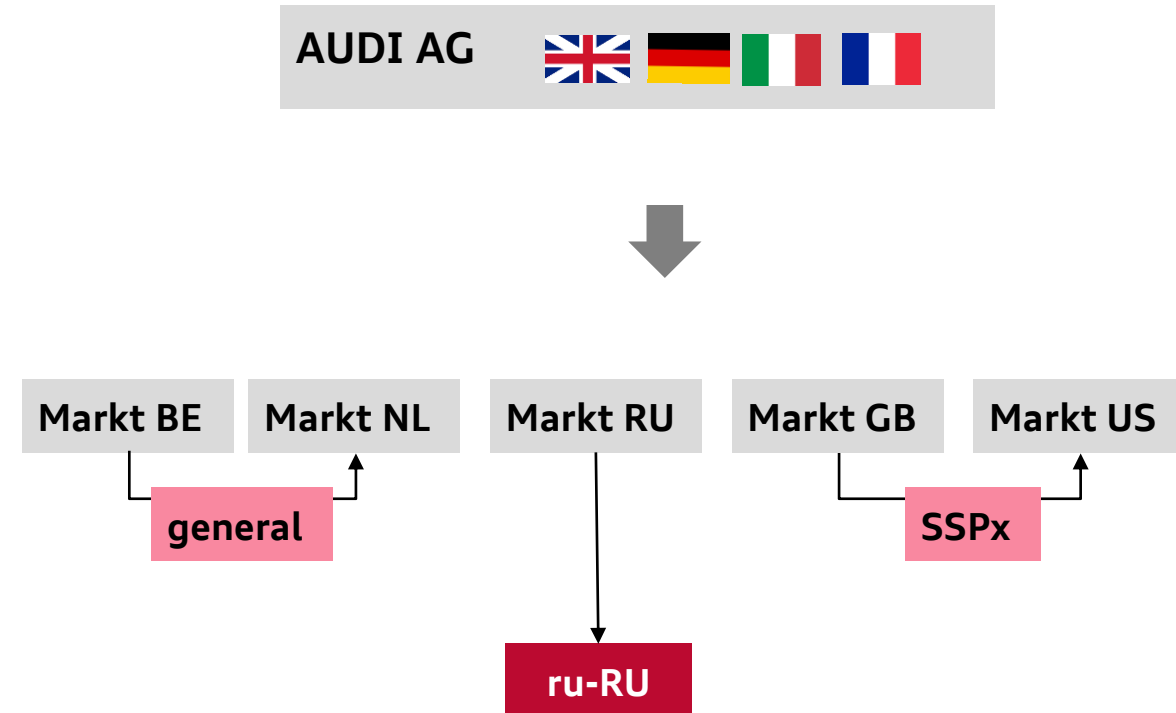 AUDI AG
Markt BE
Markt NL
Markt RU
Markt GB
Markt US
general
SSPx
ru-RU